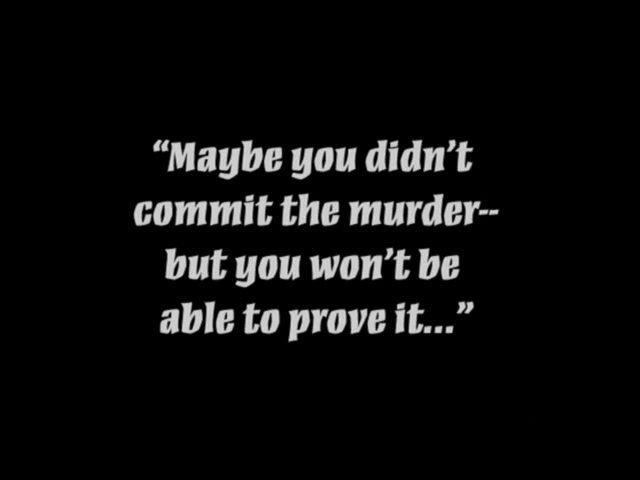 “Maybe you didn’t
commit the murder--
but you won’t be
able to prove it...”